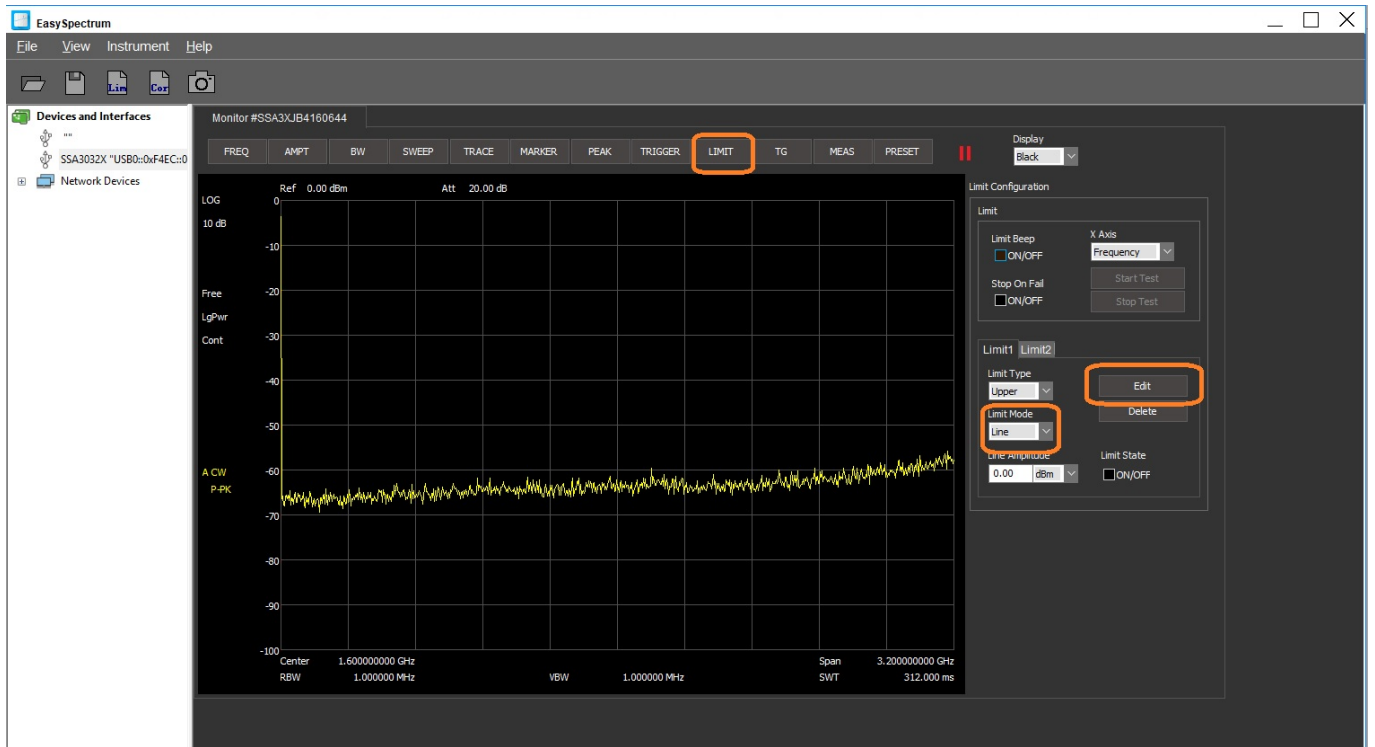 EasySpectrum
File View Instrument Help
Lim Cor
Devices and Interfaces
""
SSA3032X "USB0::0xF4EC::0
Network Devices
Monitor #SSA3XJB4160644
FREQ AMPT BW SWEEP TRACE MARKER PEAK TRIGGER LIMIT TG MEAS PRESET
Display
Black
Ref 0.00 dBm Att 20.00 dB
LOG
10 dB
Free
LgPwr
Cont
A CW
P-PK
0
-10
-20
-30
-40
-50
-60
-70
-80
-90
-100
Center 1.600000000 GHz Span 3.200000000 GHz
RBW 1.000000 MHz VBW 1.000000 MHz SWT 312.000 ms
Limit Configuration
Limit
Limit Beep X Axis
ON/OFF Frequency
Stop On Fail Start Test
ON/OFF Stop Test
Limit1 Limit2
Limit Type
Upper Edit
Limit Mode Delete
Line
Line Amplitude Limit State
0.00 dBm ON/OFF